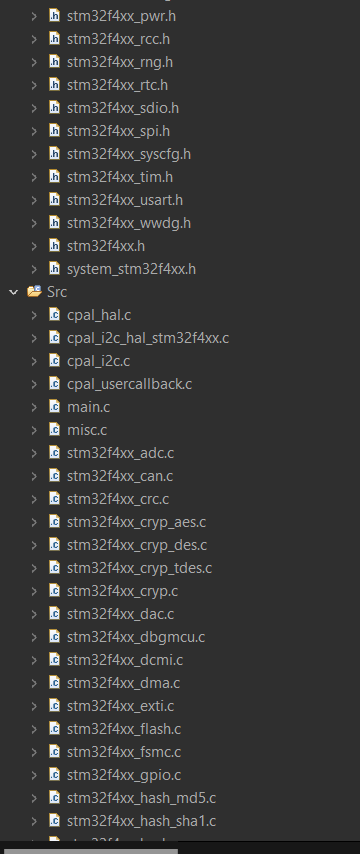 stm32f4xx_pwr.h
stm32f4xx_rcc.h
stm32f4xx_rng.h
stm32f4xx_rtc.h
stm32f4xx_sdio.h
stm32f4xx_spi.h
stm32f4xx_syscfg.h
stm32f4xx_tim.h
stm32f4xx_usart.h
stm32f4xx_wwdg.h
stm32f4xx.h
system_stm32f4xx.h
Src
cpal_hal.c
cpal_i2c_hal_stm32f4xx.c
cpal_i2c.c
cpal_usercallback.c
main.c
misc.c
stm32f4xx_adc.c
stm32f4xx_can.c
stm32f4xx_crc.c
stm32f4xx_cryp_aes.c
stm32f4xx_cryp_des.c
stm32f4xx_cryp_tdes.c
stm32f4xx_cryp.c
stm32f4xx_dac.c
stm32f4xx_dbgmcu.c
stm32f4xx_dcmi.c
stm32f4xx_dma.c
stm32f4xx_exti.c
stm32f4xx_flash.c
stm32f4xx_fsmc.c
stm32f4xx_gpio.c
stm32f4xx_hash_md5.c
stm32f4xx_hash_sha1.c